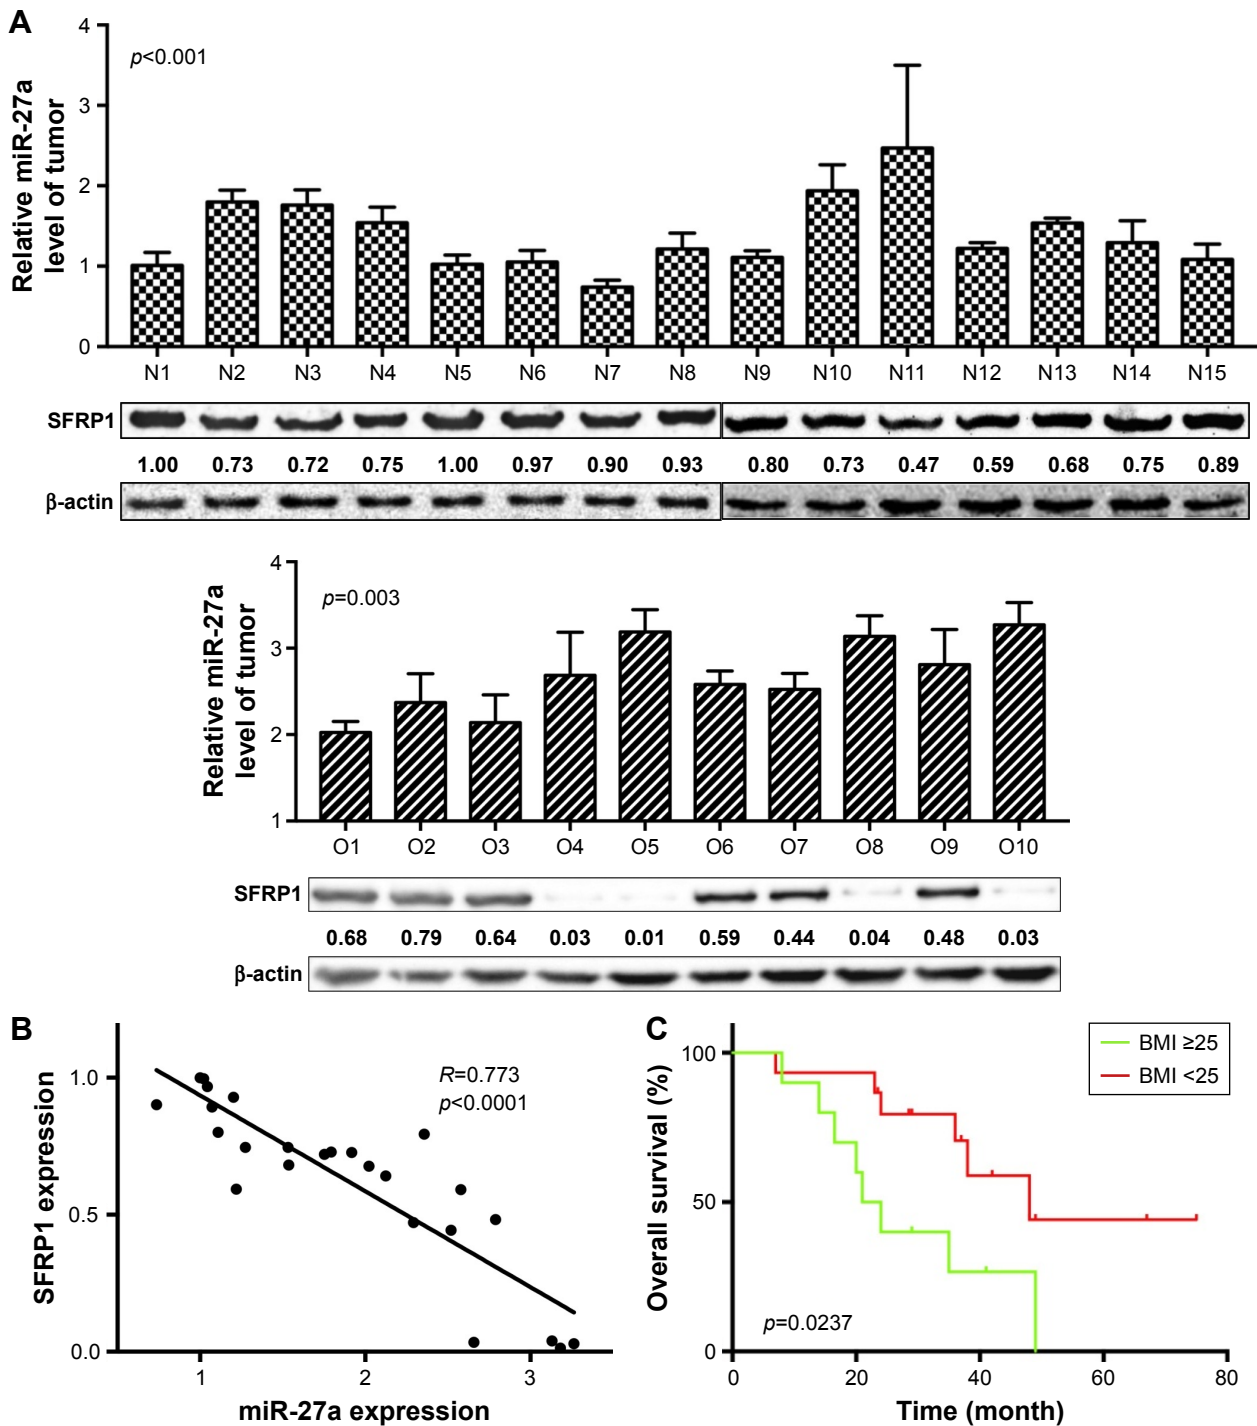 A
4
3
2
1
0
Relative miR-27a
level of tumor
p<0.001
N1 N2 N3 N4 N5 N6 N7 N8 N9 N10 N11 N12 N13 N14 N15
SFRP1
1.00 0.73 0.72 0.75 1.00 0.97 0.90 0.93 0.80 0.73 0.47 0.59 0.68 0.75 0.89
β-actin
4
3
2
1
Relative miR-27a
level of tumor
p=0.003
O1 O2 O3 O4 O5 O6 O7 O8 O9 O10
SFRP1
0.68 0.79 0.64 0.03 0.01 0.59 0.44 0.04 0.48 0.03
β-actin
B
SFRP1 expression
1.0
0.5
0.0
R=0.773
p<0.0001
1 2 3
miR-27a expression
C
Overall survival (%)
100
50
0
BMI ≥25
BMI <25
p=0.0237
0 20 40 60 80
Time (month)